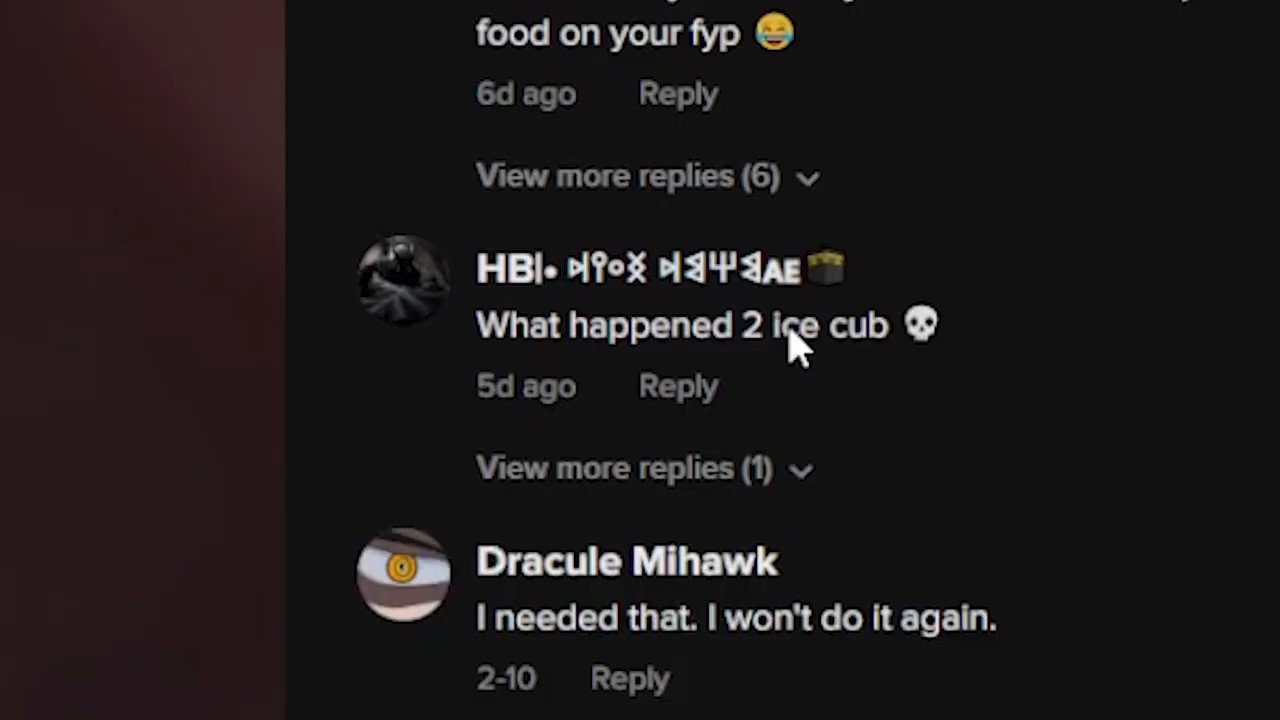 food on your fyp 😂
6d ago Reply
View more replies (6)
HB
What happened 2 ice cub 💀
5d ago Reply
View more replies (1)
Dracule Mihawk
I needed that. I won't do it again.
2-10 Reply